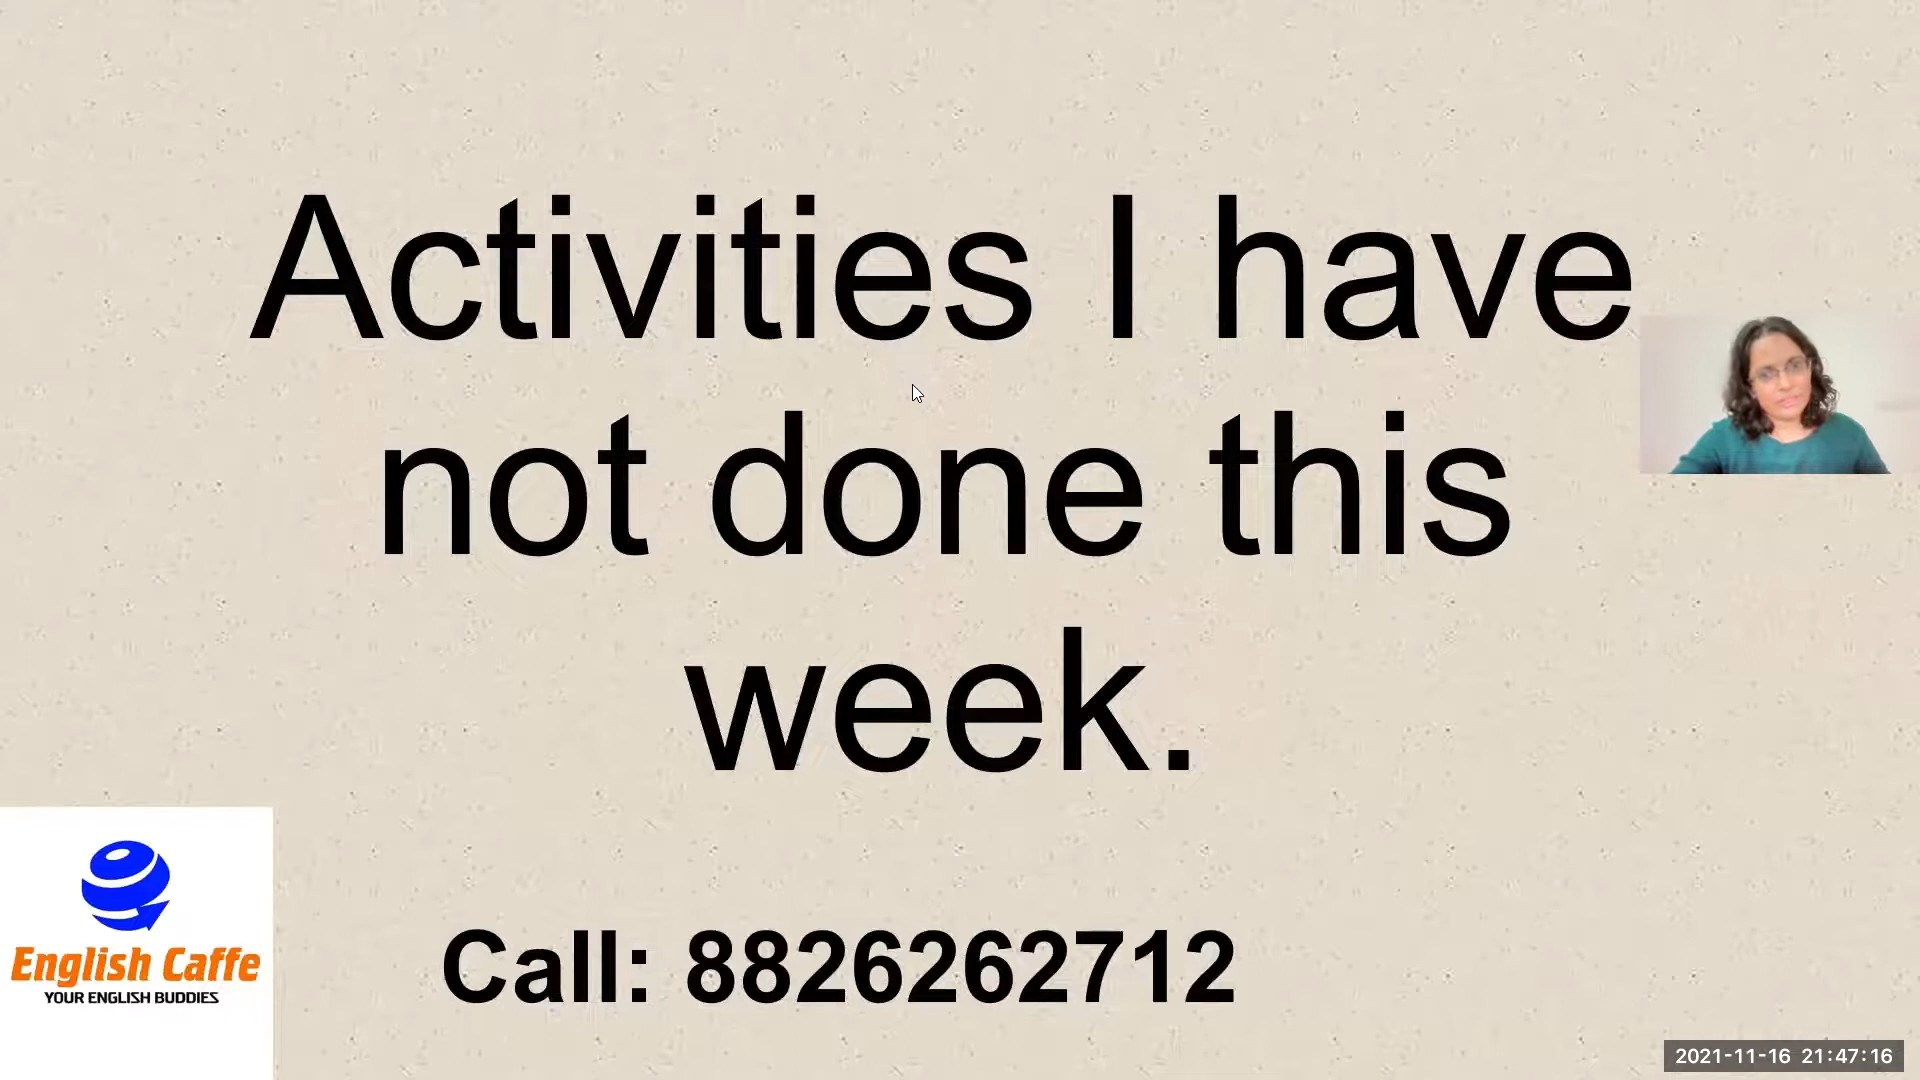 Activities I have
not done this
week.
English Caffe
YOUR ENGLISH BUDDIES
Call: 8826262712
2021-11-16 21:47:16